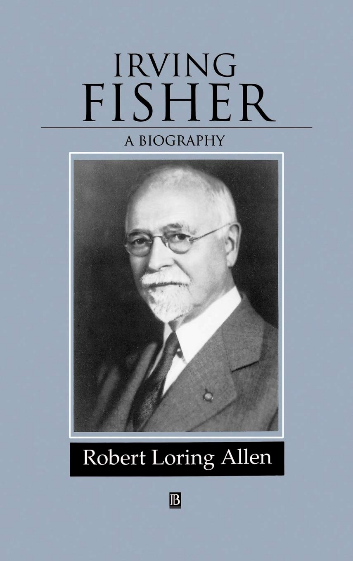 IRVING
FISHER
A BIOGRAPHY
Robert Loring Allen
B